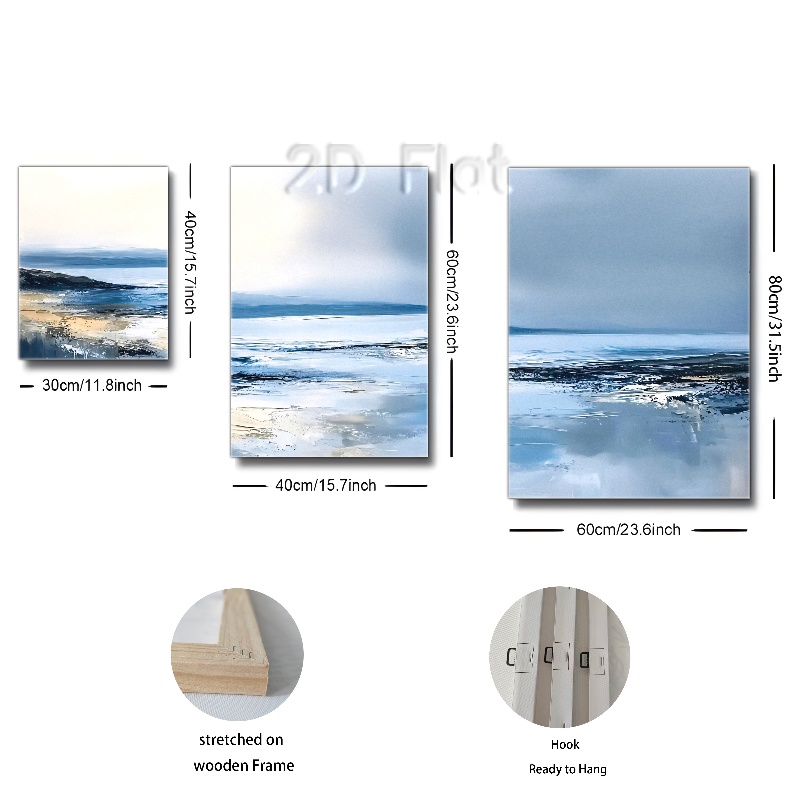 2D Flat
40cm/15.7inch
60cm/23.6inch
80cm/31.5inch
30cm/11.8inch
40cm/15.7inch
60cm/23.6inch
stretched on
wooden Frame
Hook
Ready to Hang